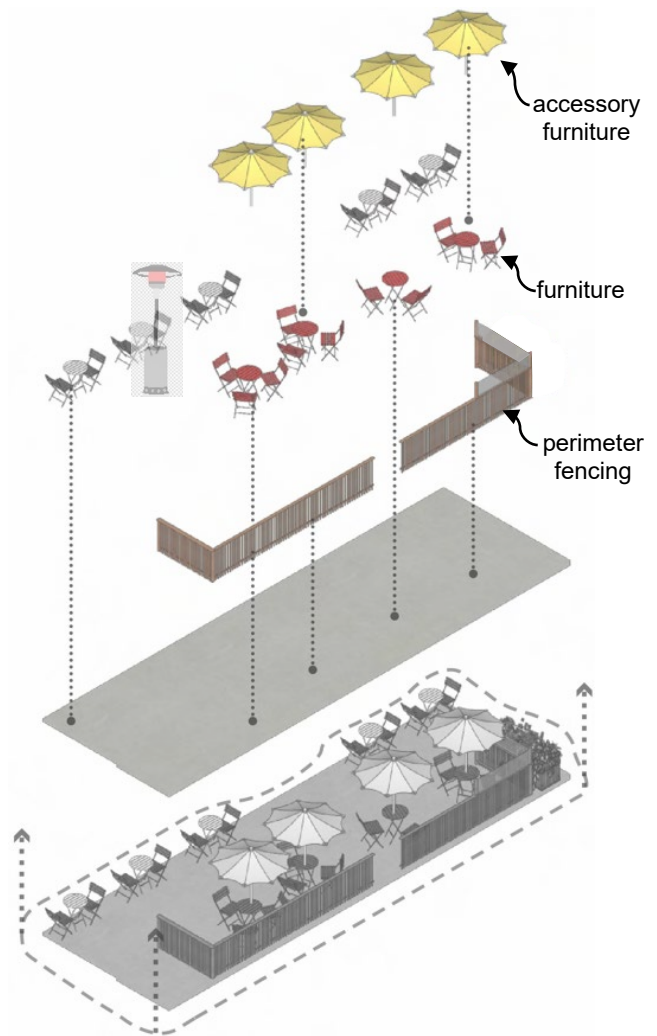 accessory
furniture
furniture
perimeter
fencing